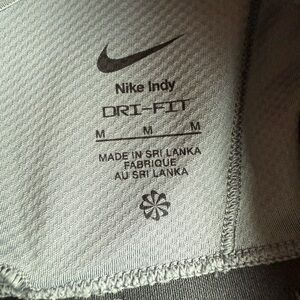 Nike Indy
DRI-FIT
M M M
MADE IN SRI LANKA
FABRIQUE
AU SRI LANKA